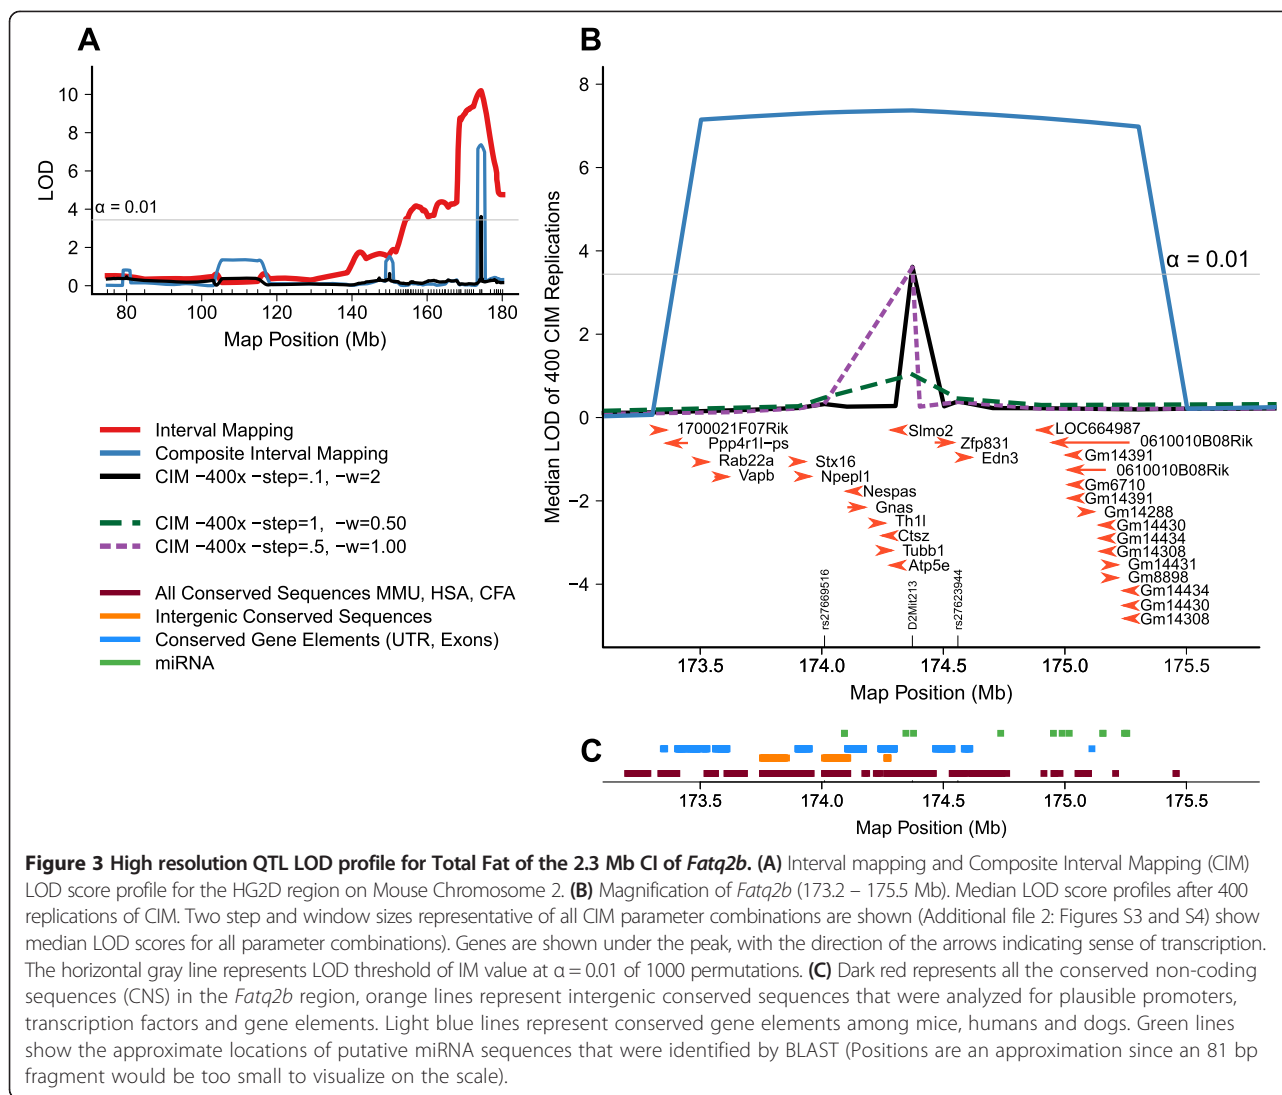 A
LOD
10
8
6
4
2
0
α = 0.01
80
100
120
140
160
180
Map Position (Mb)
Interval Mapping
Composite Interval Mapping
CIM −400x −step=.1, −w=2
CIM −400x −step=1, −w=0.50
CIM −400x −step=.5, −w=1.00
All Conserved Sequences MMU, HSA, CFA
Intergenic Conserved Sequences
Conserved Gene Elements (UTR, Exons)
miRNA
B
Median LOD of 400 CIM Replications
8
6
4
2
0
−2
−4
α = 0.01
1700021F07Rik
Ppp4r1l−ps
Rab22a
Vapb
Stx16
Npepl1
Nespas
Gnas
Th1l
Ctsz
Tubb1
Atp5e
Slmo2
Zfp831
Edn3
LOC664987
0610010B08Rik
Gm14391
0610010B08Rik
Gm6710
Gm14391
Gm14288
Gm14430
Gm14434
Gm14308
Gm14431
Gm8898
Gm14434
Gm14430
Gm14308
rs27669516
D2Mit213
rs27623944
173.5
174.0
174.5
175.0
175.5
Map Position (Mb)
C
173.5
174.0
174.5
175.0
175.5
Map Position (Mb)
Figure 3 High resolution QTL LOD profile for Total Fat of the 2.3 Mb CI of Fatq2b. (A) Interval mapping and Composite Interval Mapping (CIM)
LOD score profile for the HG2D region on Mouse Chromosome 2. (B) Magnification of Fatq2b (173.2 – 175.5 Mb). Median LOD score profiles after 400
replications of CIM. Two step and window sizes representative of all CIM parameter combinations are shown (Additional file 2: Figures S3 and S4) show
median LOD scores for all parameter combinations). Genes are shown under the peak, with the direction of the arrows indicating sense of transcription.
The horizontal gray line represents LOD threshold of IM value at α = 0.01 of 1000 permutations. (C) Dark red represents all the conserved non-coding
sequences (CNS) in the Fatq2b region, orange lines represent intergenic conserved sequences that were analyzed for plausible promoters,
transcription factors and gene elements. Light blue lines represent conserved gene elements among mice, humans and dogs. Green lines
show the approximate locations of putative miRNA sequences that were identified by BLAST (Positions are an approximation since an 81 bp
fragment would be too small to visualize on the scale).